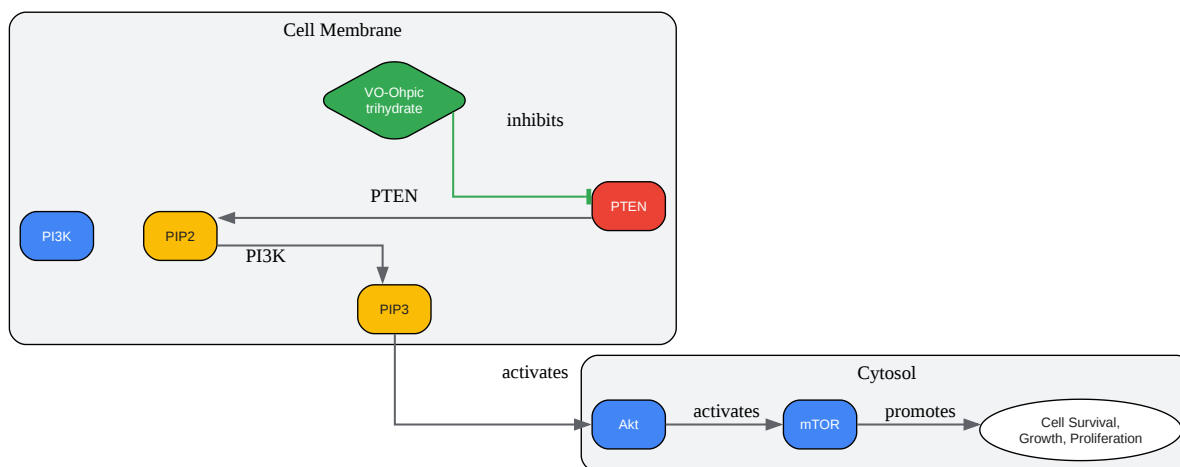 Cell Membrane
VO-Ohpic
trihydrate
inhibits
PTEN
PTEN
PI3K
PIP2
PI3K
PIP3
activates
Cytosol
Akt
activates
mTOR
promotes
Cell Survival,
Growth, Proliferation